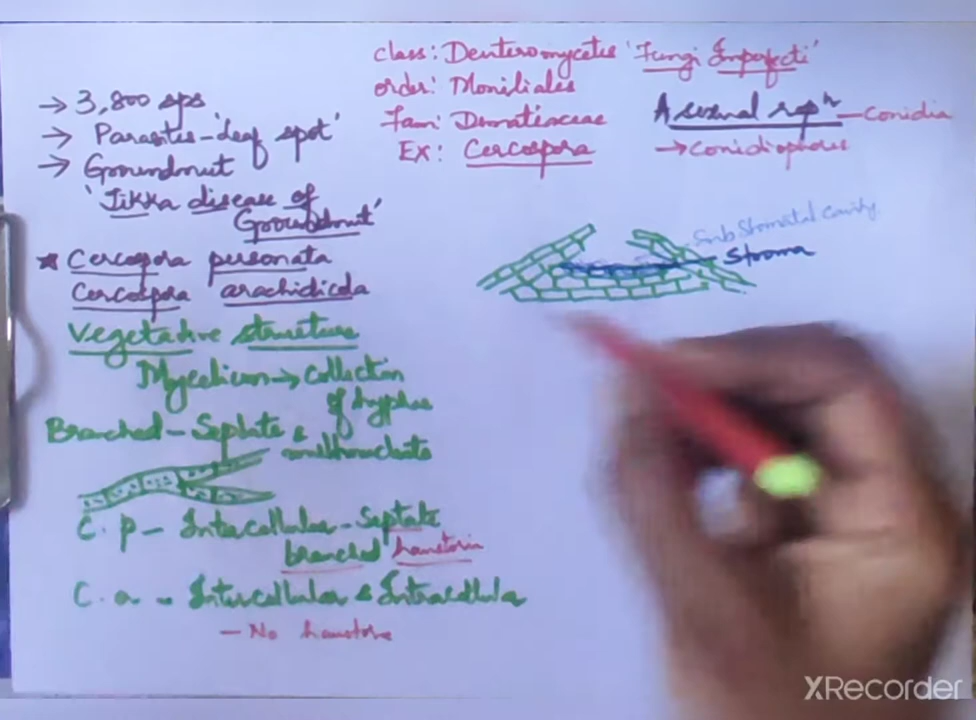 class: Deuteromycetes 'Fungi Imperfecti'
order: Moniliales
Fam: Dematiaceae
Ex: Cercospora
Asexual repn – Conidia
→ Conidiophores
→ 3,800 sps
→ Parasites - 'Leaf spot'
→ Groundnut
'Tikka disease of
Groundnut'
* Cercospora personata
Cercospora arachidicola
Vegetative structure
Mycelium → Collection
of hyphae
Branched - Septate &
multinucleate
C. p – Intercellular - Septate
branched haustoria
C. a – Intercellular & Intracellular
– No haustoria
Sub Stomatal cavity
Stroma
XRecorder